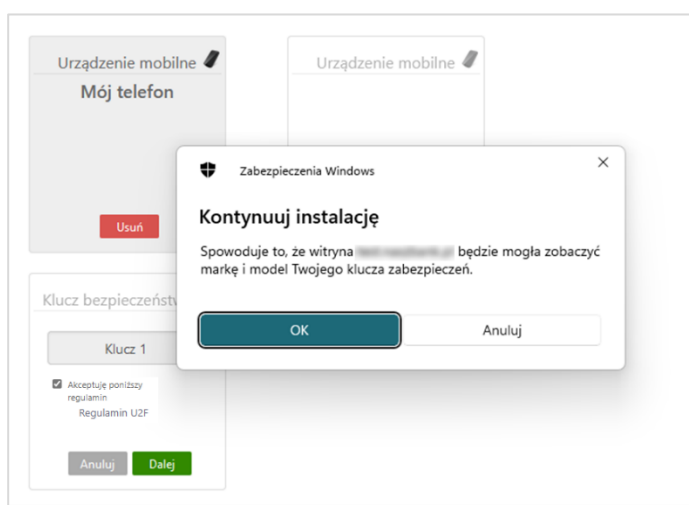 Urządzenie mobilne
Mój telefon
Usuń
Urządzenie mobilne
Zabezpieczenia Windows
Kontynuuj instalację
Spowoduje to, że witryna będzie mogła zobaczyć
markę i model Twojego klucza zabezpieczeń.
OK
Anuluj
Klucz
Klucz 1
Akceptuję poniższy
regulamin
Regulamin U2F
Anuluj
Dalej